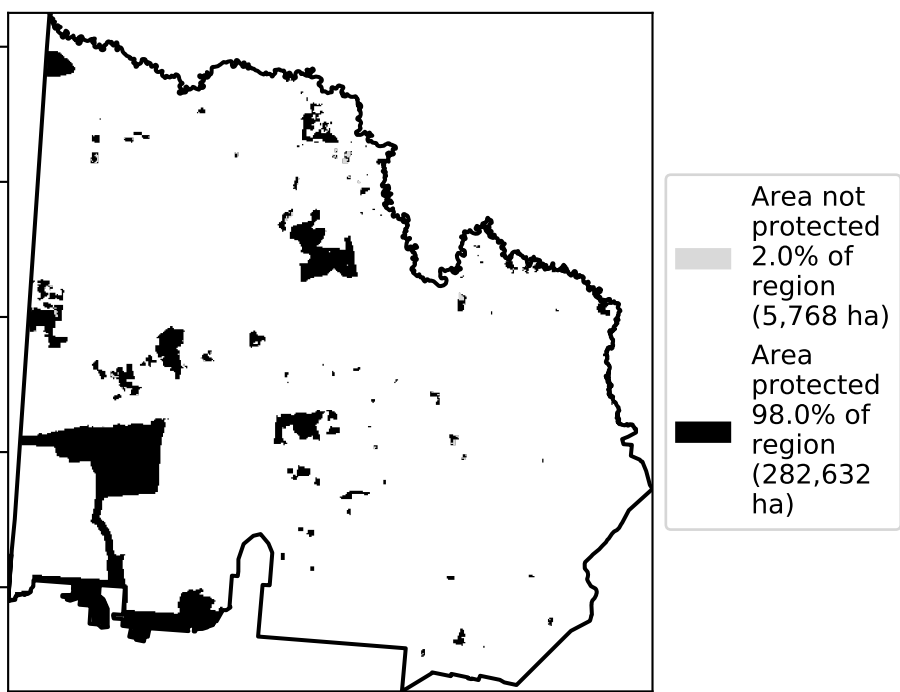 Area not
protected
2.0% of
region
(5,768 ha)
Area
protected
98.0% of
region
(282,632
ha)